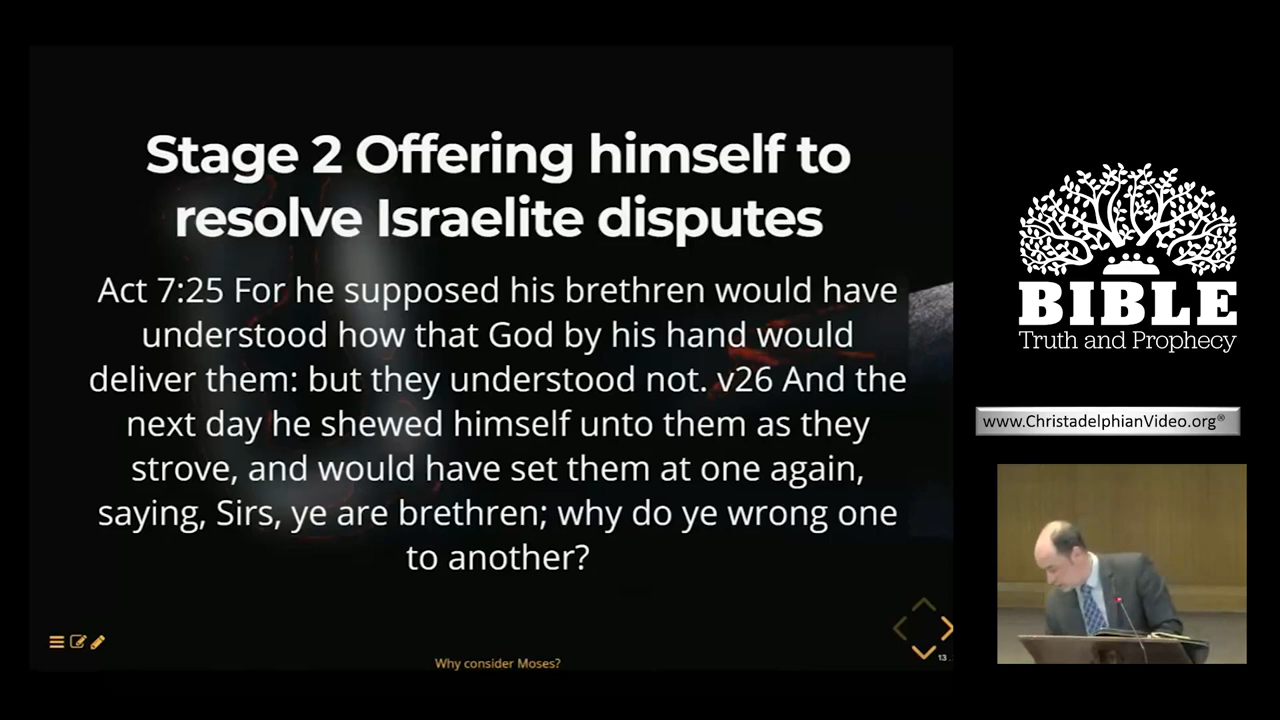 Stage 2 Offering himself to
resolve Israelite disputes
Act 7:25 For he supposed his brethren would have
understood how that God by his hand would
deliver them: but they understood not. v26 And the
next day he shewed himself unto them as they
strove, and would have set them at one again,
saying, Sirs, ye are brethren; why do ye wrong one
to another?
Why consider Moses?
13
BIBLE
Truth and Prophecy
www.ChristadelphianVideo.org®